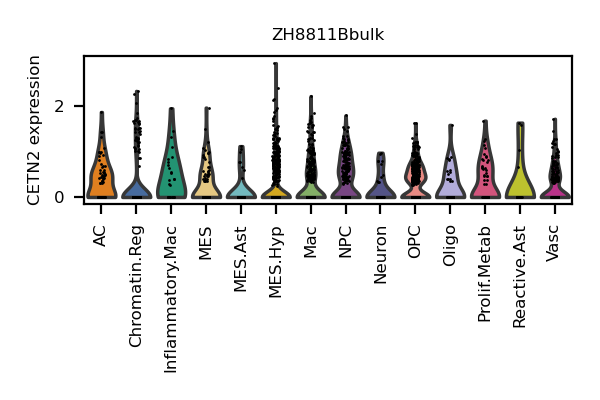 ZH8811Bbulk
CETN2 expression
2
0
AC
Chromatin.Reg
Inflammatory.Mac
MES
MES.Ast
MES.Hyp
Mac
NPC
Neuron
OPC
Oligo
Prolif.Metab
Reactive.Ast
Vasc